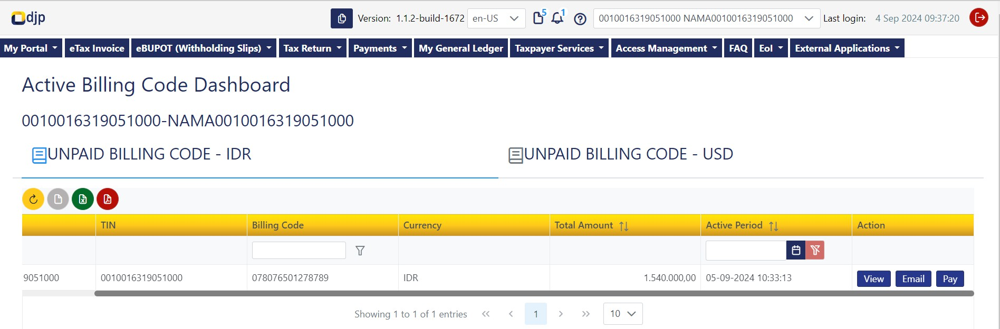 djp
Version: 1.1.2-build-1672 en-US 5 1 0010016319051000 NAMA0010016319051000 Last login: 4 Sep 2024 09:37:20
My Portal eTax Invoice eBUPOT (Withholding Slips) Tax Return Payments My General Ledger Taxpayer Services Access Management FAQ EoI External Applications
Active Billing Code Dashboard
0010016319051000-NAMA0010016319051000
UNPAID BILLING CODE - IDR UNPAID BILLING CODE - USD
TIN Billing Code Currency Total Amount Active Period Action
9051000 0010016319051000 078076501278789 IDR 1.540.000,00 05-09-2024 10:33:13 View Email Pay
Showing 1 to 1 of 1 entries « ‹ 1 › » 10